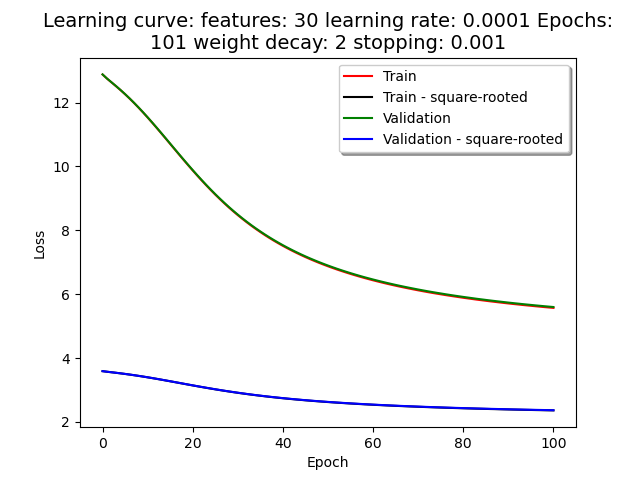 Learning curve: features: 30 learning rate: 0.0001 Epochs:
101 weight decay: 2 stopping: 0.001
Train
Train - square-rooted
Validation
Validation - square-rooted
Loss
12
10
8
6
4
2
0
20
40
60
80
100
Epoch